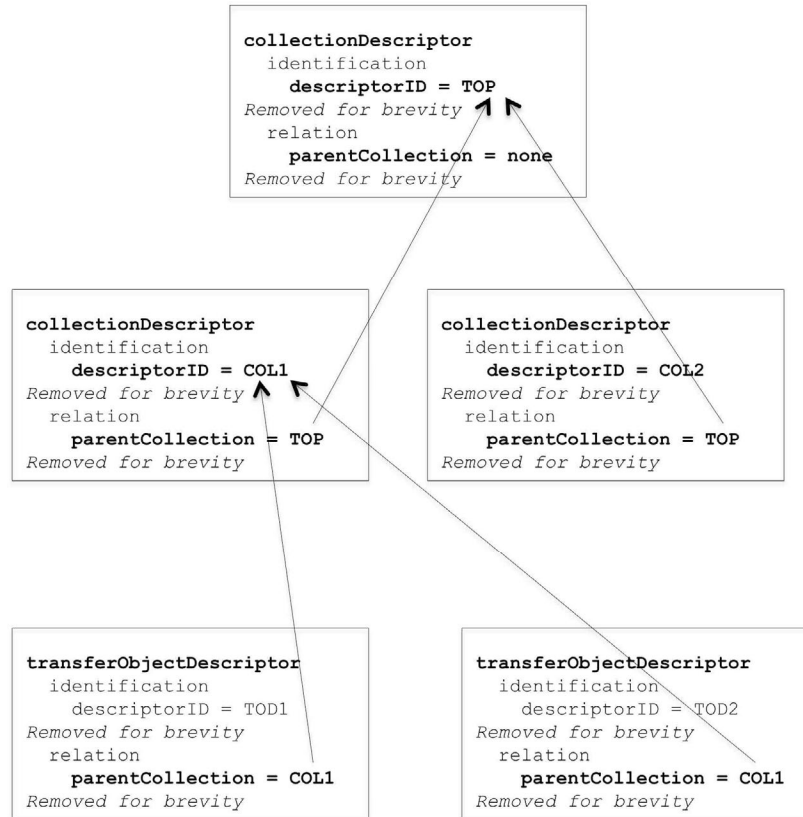 collectionDescriptor
identification
descriptorID = TOP
Removed for brevity
relation
parentCollection = none
Removed for brevity
collectionDescriptor
identification
descriptorID = COL1
Removed for brevity
relation
parentCollection = TOP
Removed for brevity
collectionDescriptor
identification
descriptorID = COL2
Removed for brevity
relation
parentCollection = TOP
Removed for brevity
transferObjectDescriptor
identification
descriptorID = TOD1
Removed for brevity
relation
parentCollection = COL1
Removed for brevity
transferObjectDescriptor
identification
descriptorID = TOD2
Removed for brevity
relation
parentCollection = COL1
Removed for brevity